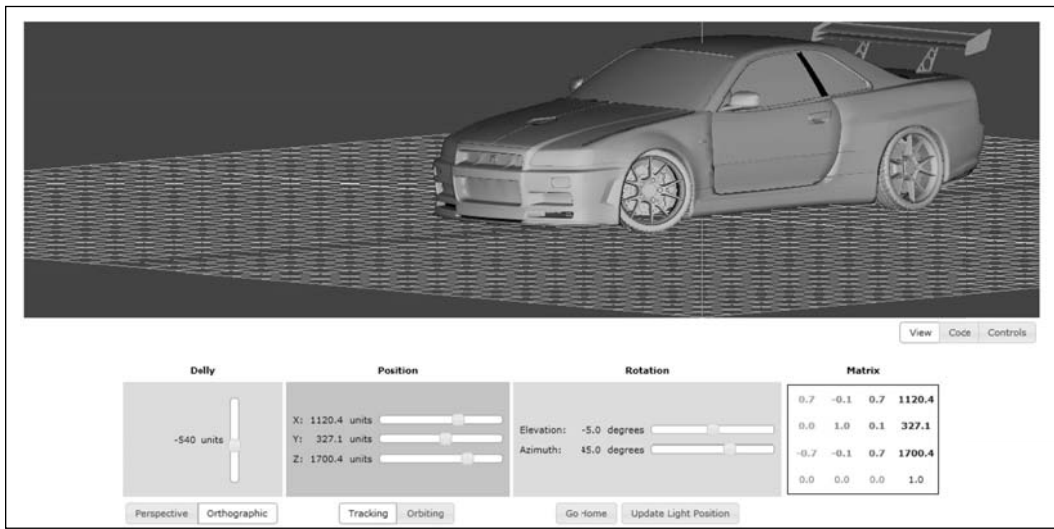 View Code Controls
Dolly
-540 units
Position
X: 1120.4 units
Y: 327.1 units
Z: 1700.4 units
Rotation
Elevation: -5.0 degrees
Azimuth: 45.0 degrees
Matrix
0.7 -0.1 0.7 1120.4
0.0 1.0 0.1 327.1
-0.7 -0.1 0.7 1700.4
0.0 0.0 0.0 1.0
Perspective Orthographic
Tracking Orbiting
Go Home Update Light Position